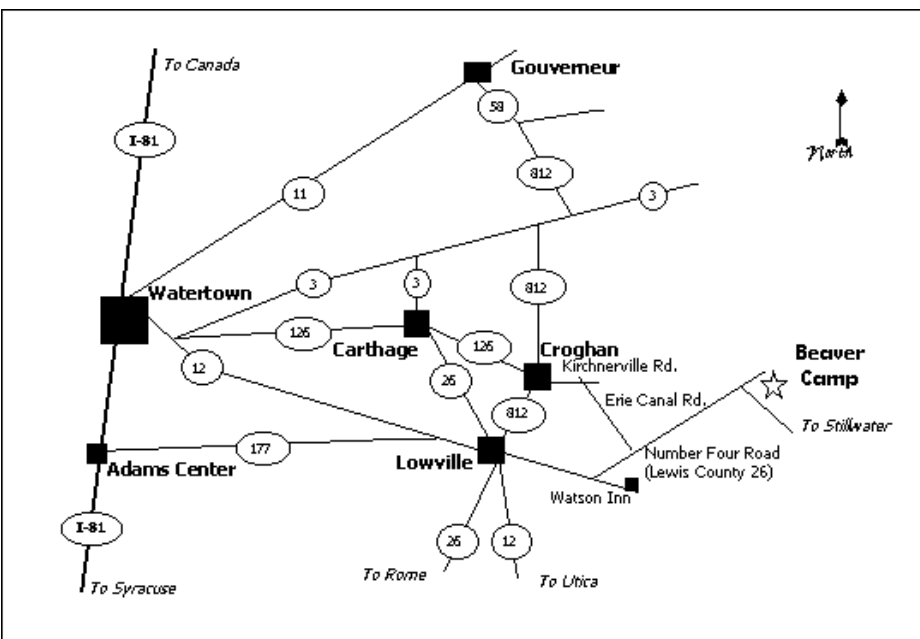 To Canada
Gouverneur
58
I-81
North
812
11
3
3
3
812
Watertown
126
Carthage
126
Croghan
Beaver
Camp
Kirchnerville Rd.
12
26
Erie Canal Rd.
812
To Stillwater
177
Adams Center
Lowville
Number Four Road
(Lewis County 26)
Watson Inn
I-81
26
12
To Rome
To Utica
To Syracuse